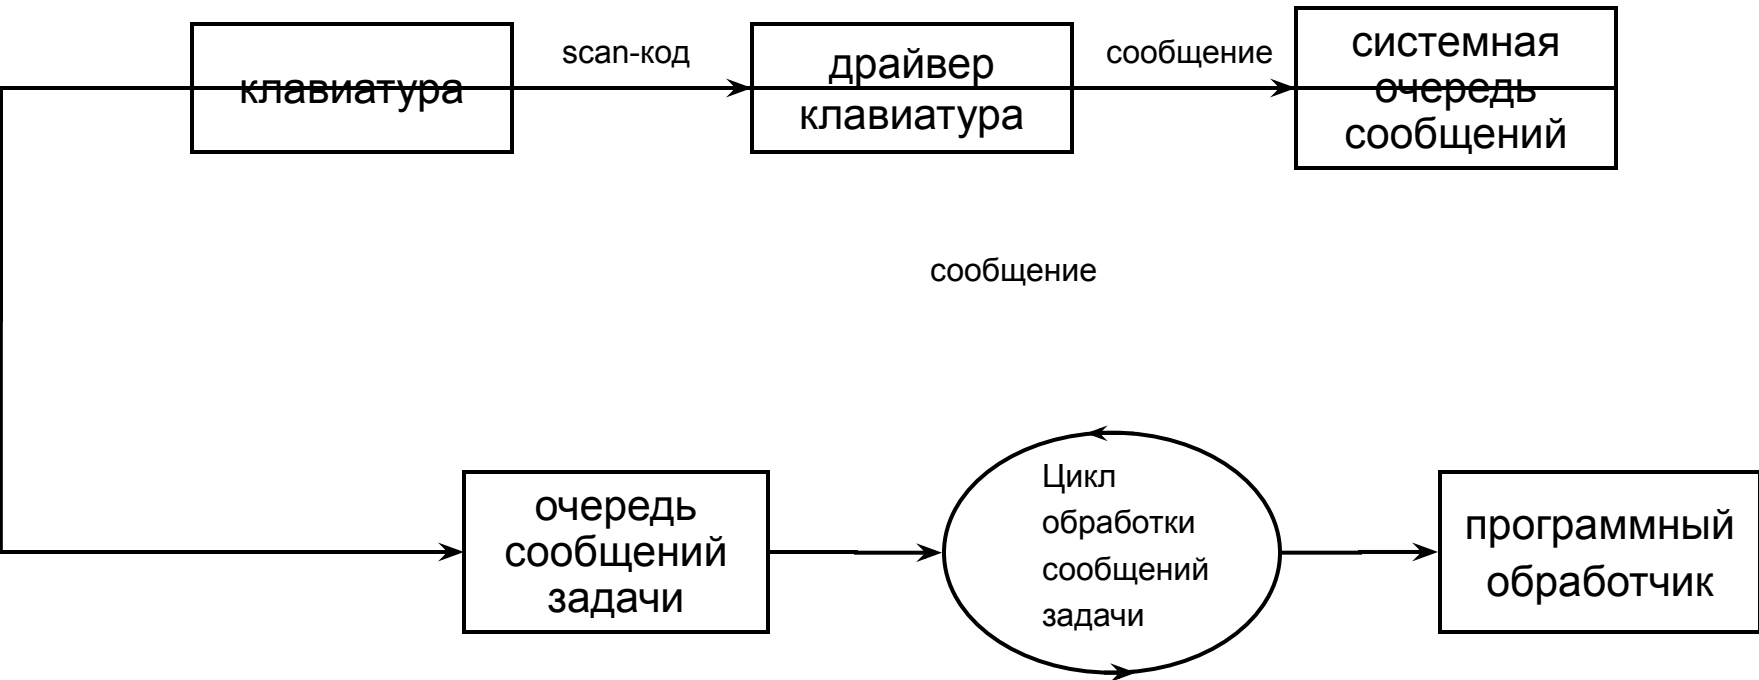 клавиатура
scan-код
драйвер
клавиатура
сообщение
системная
очередь
сообщений
сообщение
очередь
сообщений
задачи
Цикл
обработки
сообщений
задачи
программный
обработчик